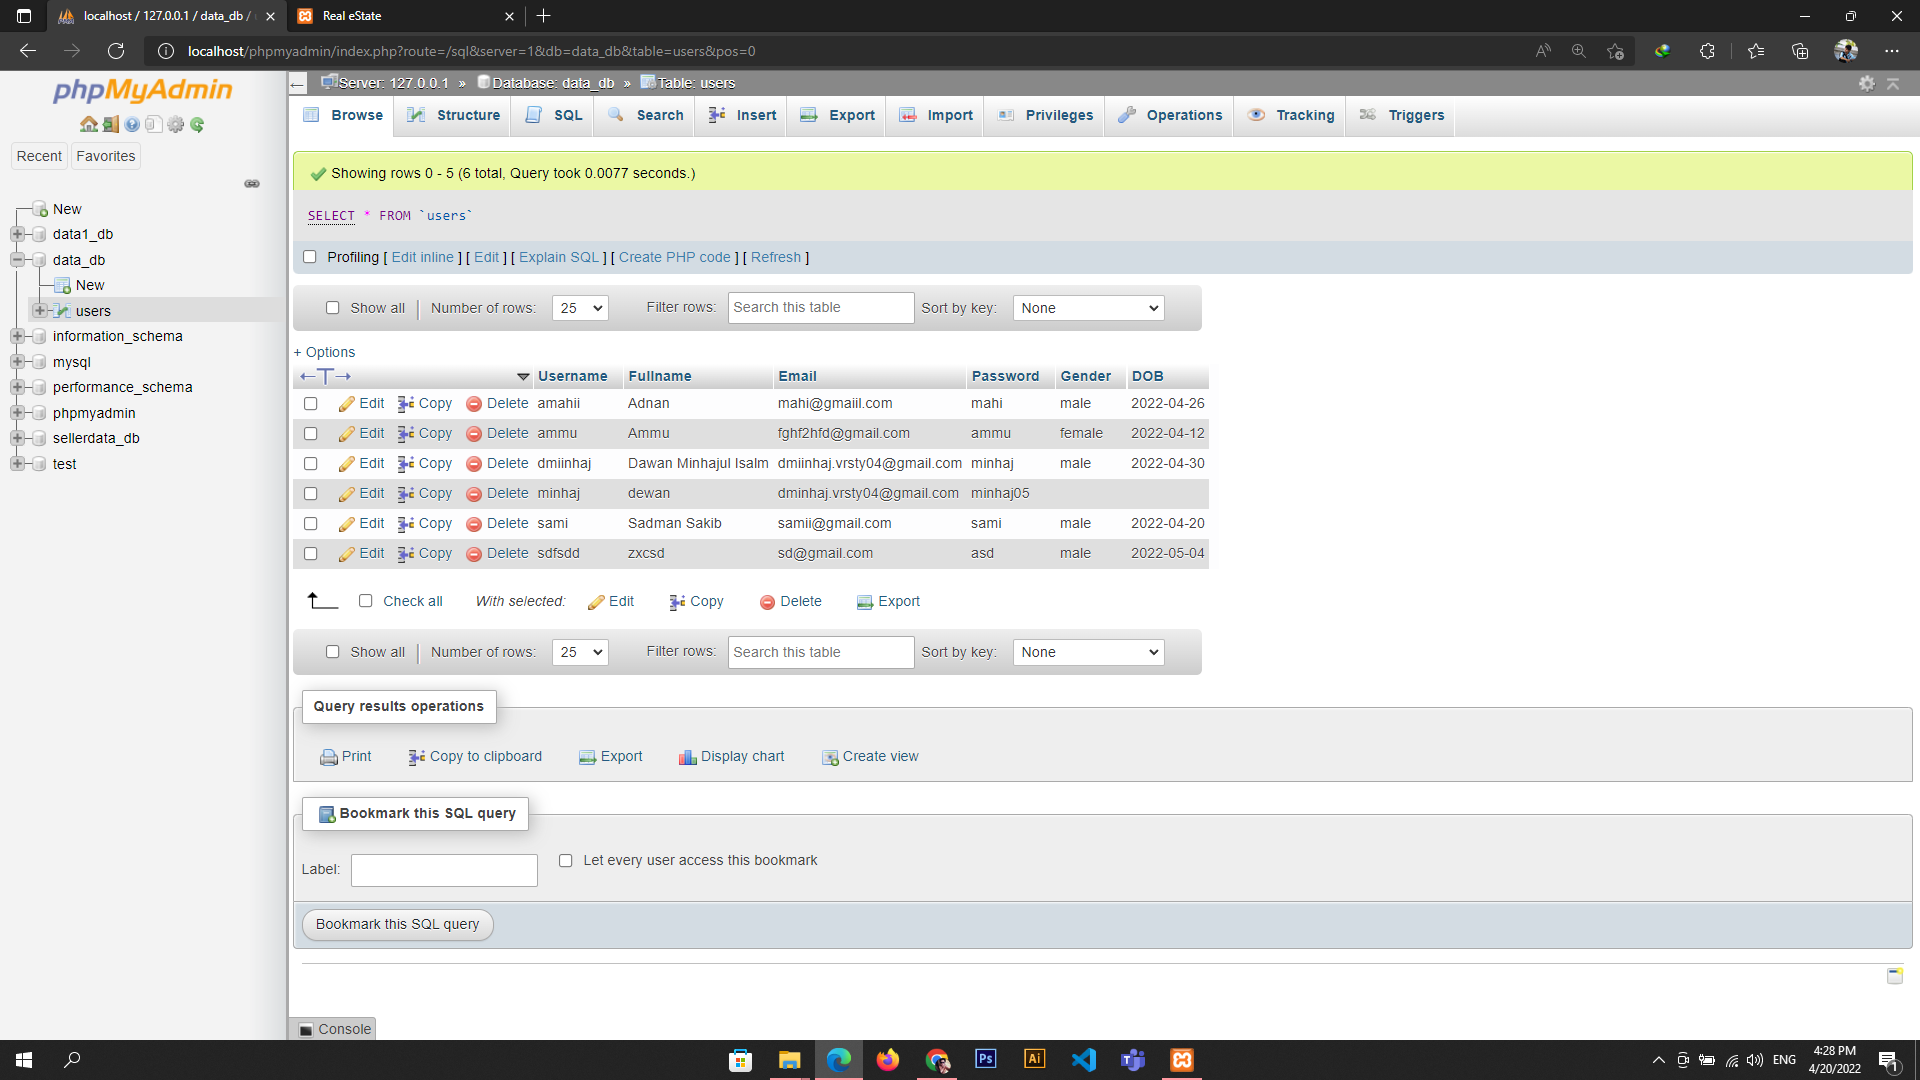 localhost / 127.0.0.1 / data_db /
Real eState
localhost/phpmyadmin/index.php?route=/sql&server=1&db=data_db&table=users&pos=0
phpMyAdmin
Recent Favorites
New
data1_db
data_db
New
users
information_schema
mysql
performance_schema
phpmyadmin
sellerdata_db
test
Server: 127.0.0.1 » Database: data_db » Table: users
Browse Structure SQL Search Insert Export Import Privileges Operations Tracking Triggers
Showing rows 0 - 5 (6 total, Query took 0.0077 seconds.)
SELECT * FROM `users`
Profiling [ Edit inline ] [ Edit ] [ Explain SQL ] [ Create PHP code ] [ Refresh ]
Show all Number of rows: 25 Filter rows: Search this table Sort by key: None
+ Options
Username Fullname Email Password Gender DOB
Edit Copy Delete amahii Adnan mahi@gmaiil.com mahi male 2022-04-26
Edit Copy Delete ammu Ammu fghf2hfd@gmail.com ammu female 2022-04-12
Edit Copy Delete dmiinhaj Dawan Minhajul Isalm dmiinhaj.vrsty04@gmail.com minhaj male 2022-04-30
Edit Copy Delete minhaj dewan dminhaj.vrsty04@gmail.com minhaj05
Edit Copy Delete sami Sadman Sakib samii@gmail.com sami male 2022-04-20
Edit Copy Delete sdfsdd zxcsd sd@gmail.com asd male 2022-05-04
Check all With selected: Edit Copy Delete Export
Show all Number of rows: 25 Filter rows: Search this table Sort by key: None
Query results operations
Print Copy to clipboard Export Display chart Create view
Bookmark this SQL query
Label: Let every user access this bookmark
Bookmark this SQL query
Console
Ps Ai
ENG
4:28 PM
4/20/2022
1